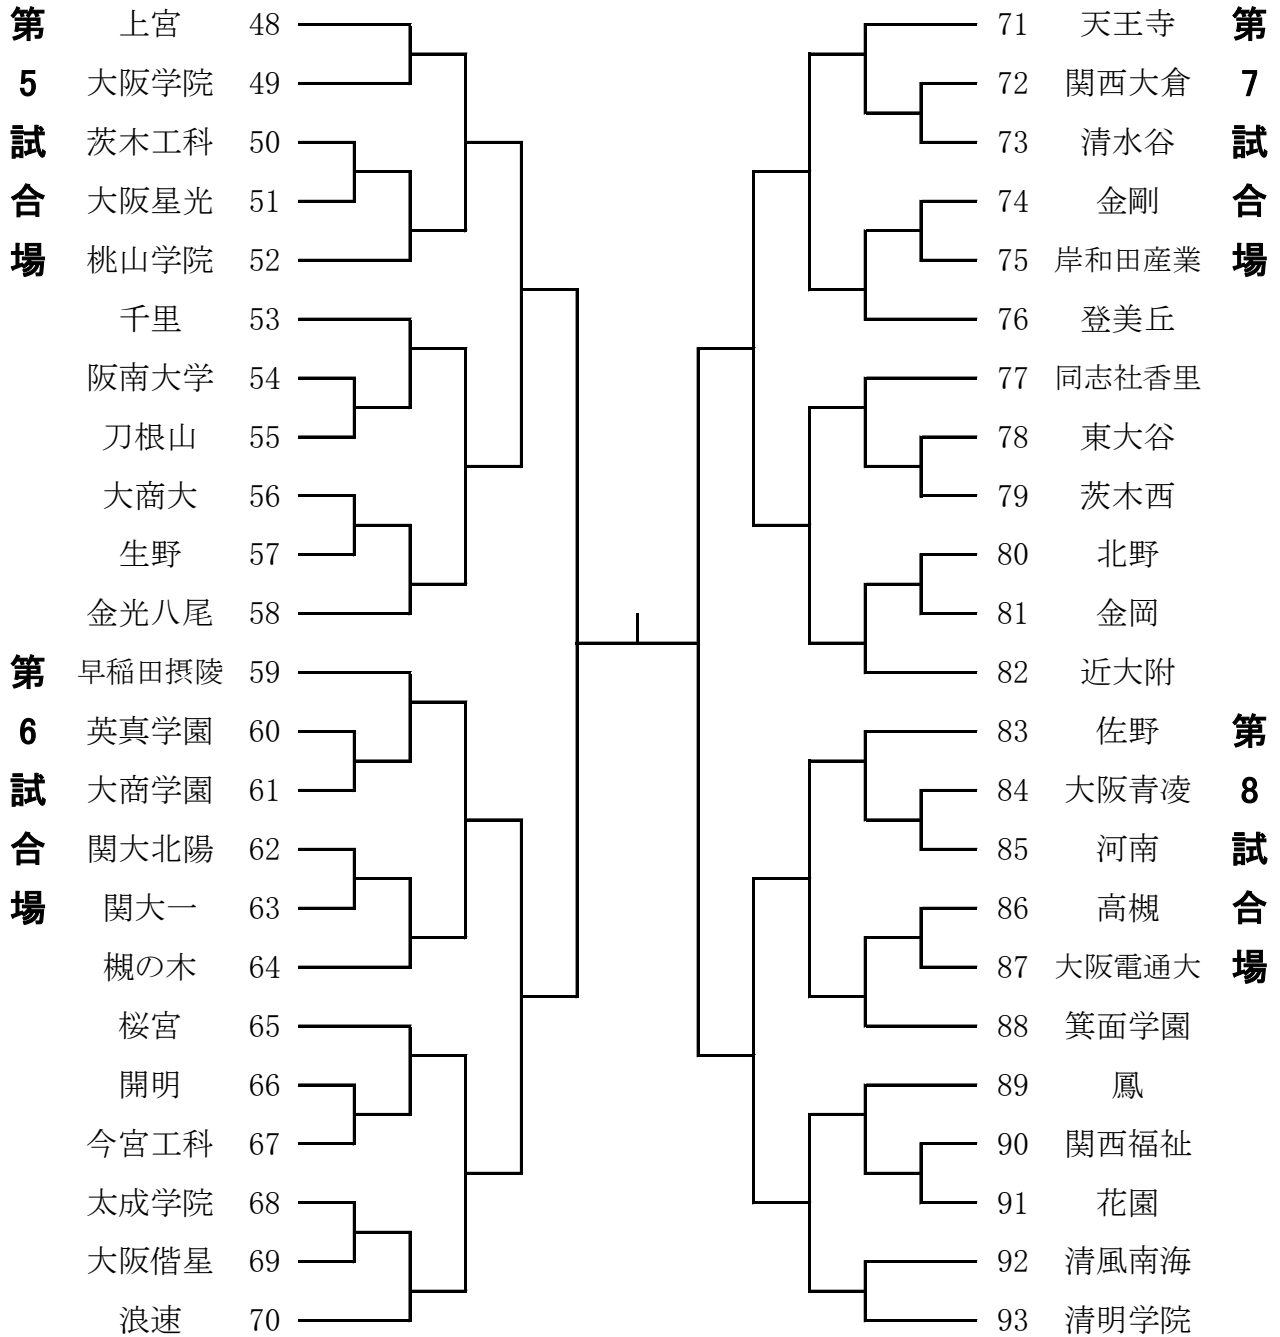 第 上宮 48
5 大阪学院 49
試 茨木工科 50
合 大阪星光 51
場 桃山学院 52
千里 53
阪南大学 54
刀根山 55
大商大 56
生野 57
金光八尾 58
第 早稲田摂陵 59
6 英真学園 60
試 大商学園 61
合 関大北陽 62
場 関大一 63
槻の木 64
桜宮 65
開明 66
今宮工科 67
太成学院 68
大阪偕星 69
浪速 70
71 天王寺 第
72 関西大倉 7
73 清水谷 試
74 金剛 合
75 岸和田産業 場
76 登美丘
77 同志社香里
78 東大谷
79 茨木西
80 北野
81 金岡
82 近大附
83 佐野 第
84 大阪青凌 8
85 河南 試
86 高槻 合
87 大阪電通大 場
88 箕面学園
89 鳳
90 関西福祉
91 花園
92 清風南海
93 清明学院